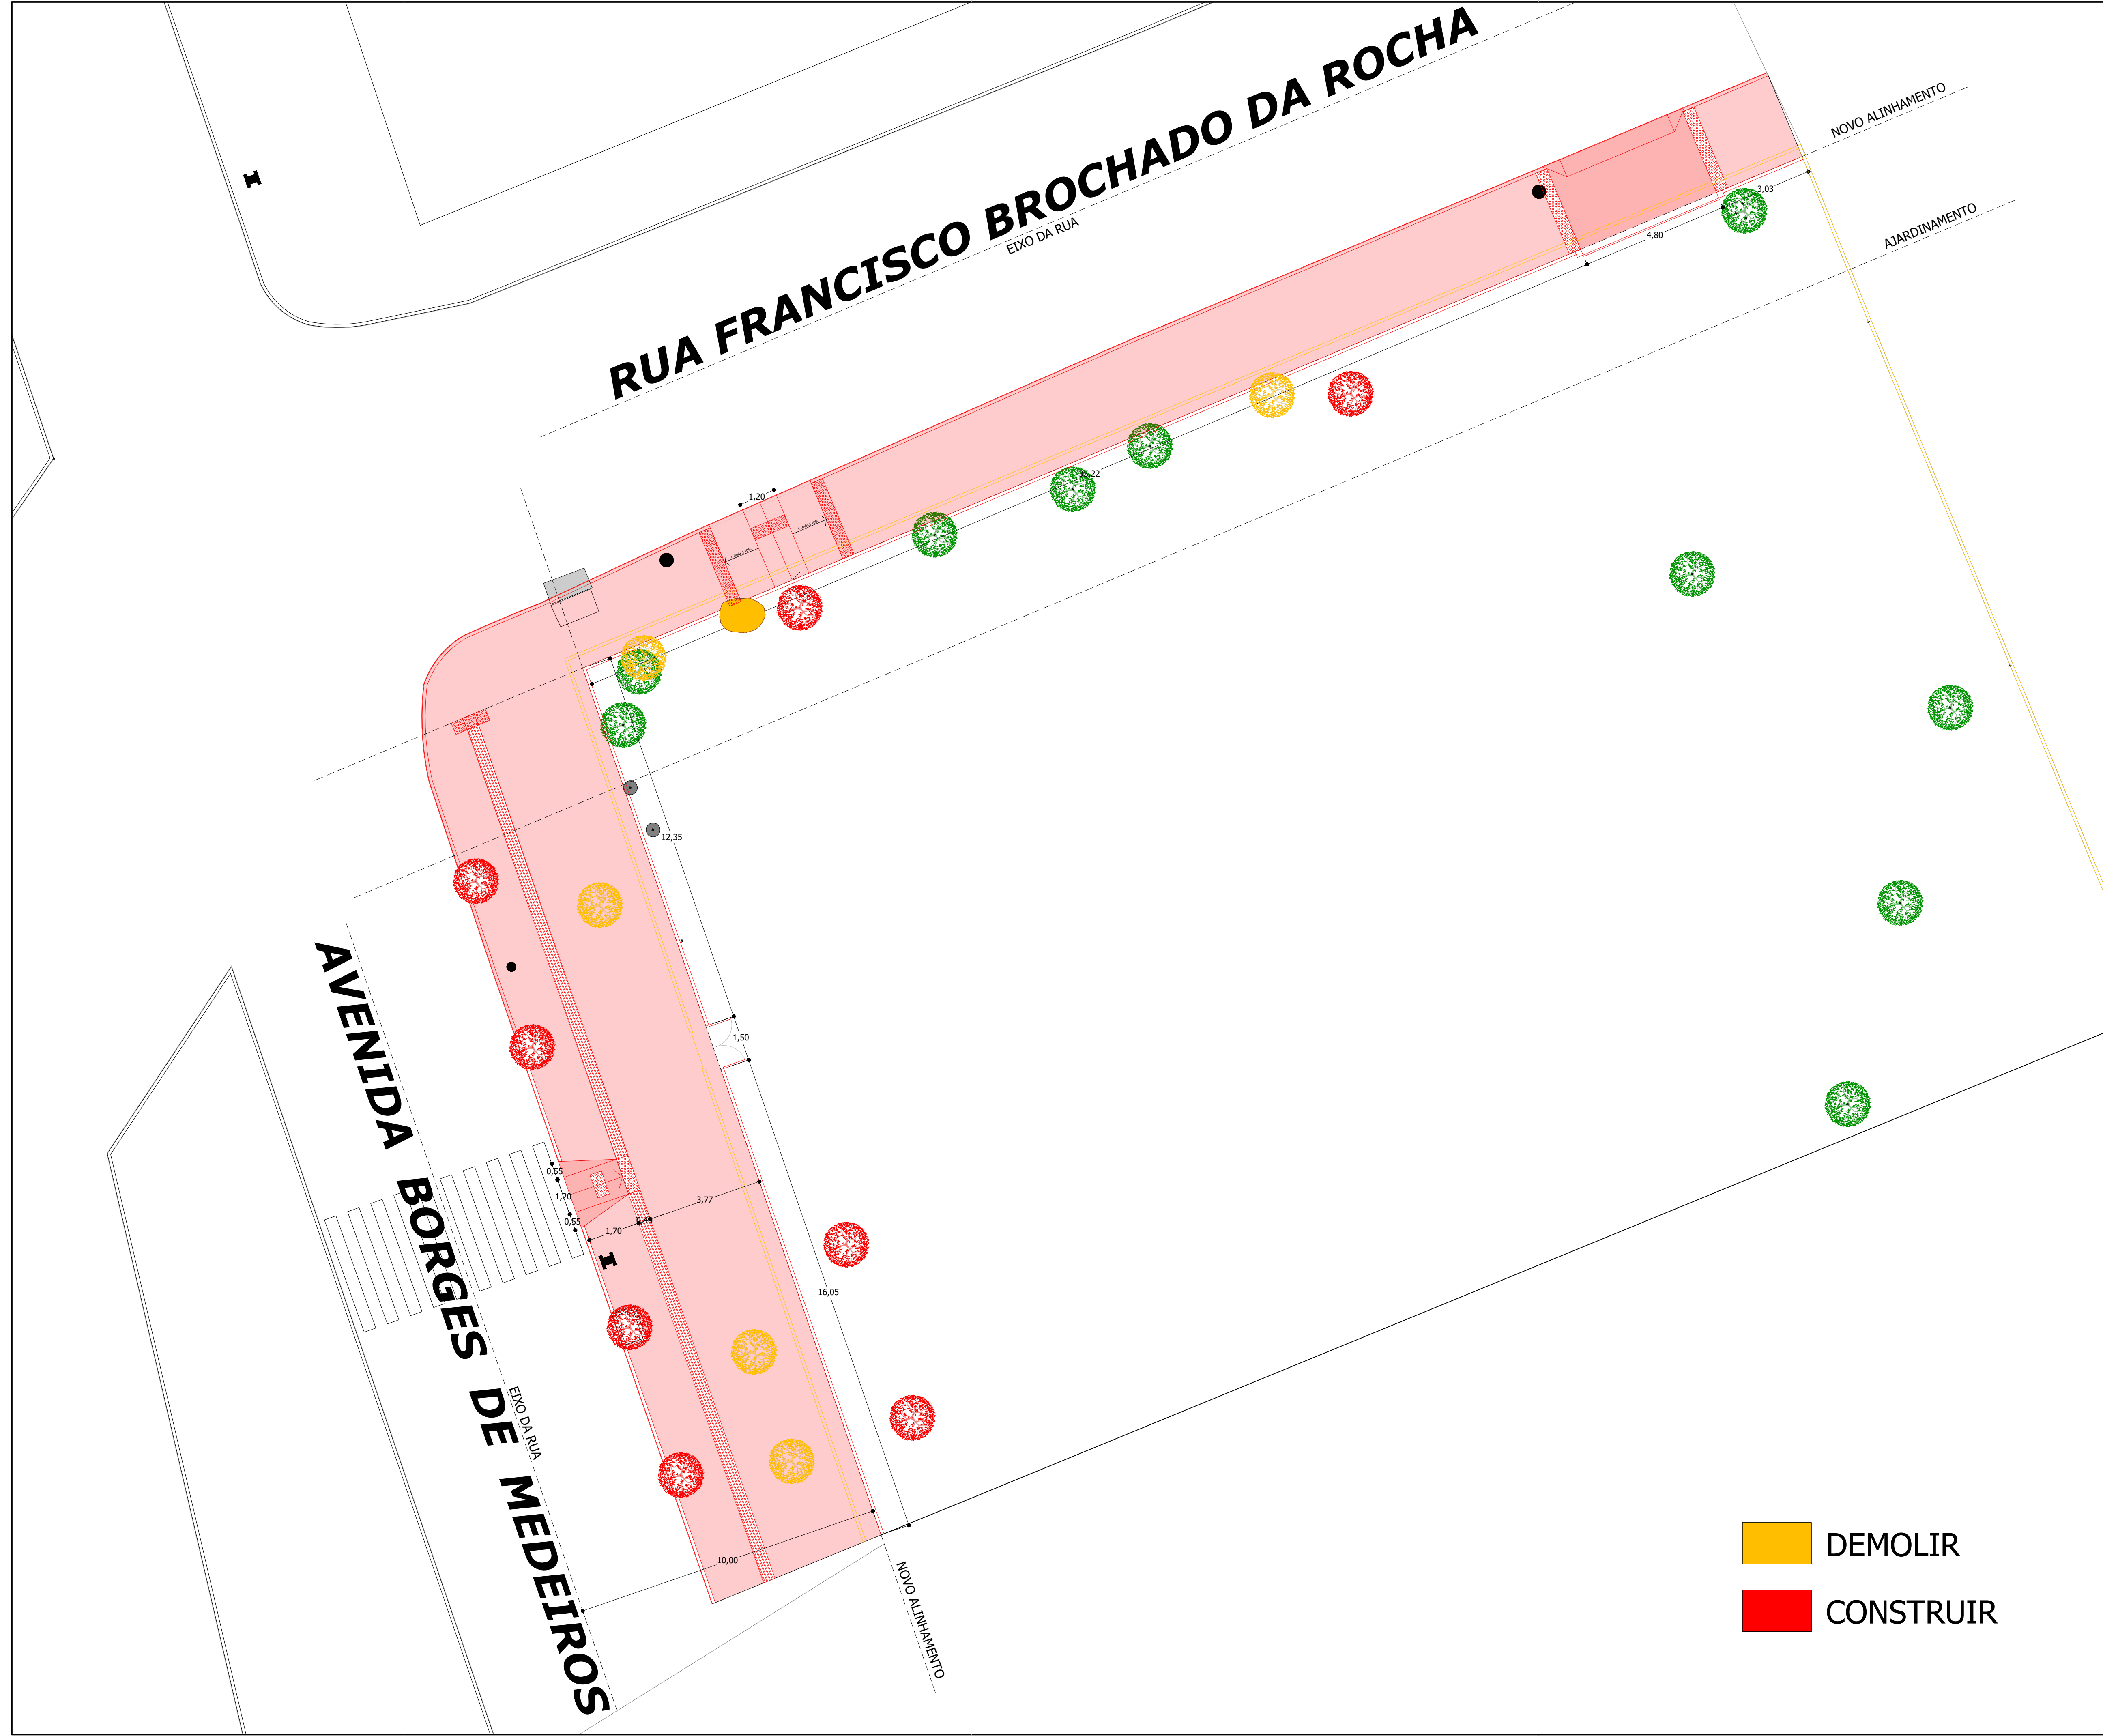 RUA FRANCISCO BROCHADO DA ROCHA
EIXO DA RUA
NOVO ALINHAMENTO
AJARDINAMENTO
3,03
4,80
35,22
1,20
12,35
1,50
AVENIDA BORGES DE MEDEIROS
EIXO DA RUA
0,55
1,20
0,55
1,70
0,40
3,77
16,05
10,00
NOVO ALINHAMENTO
DEMOLIR
CONSTRUIR